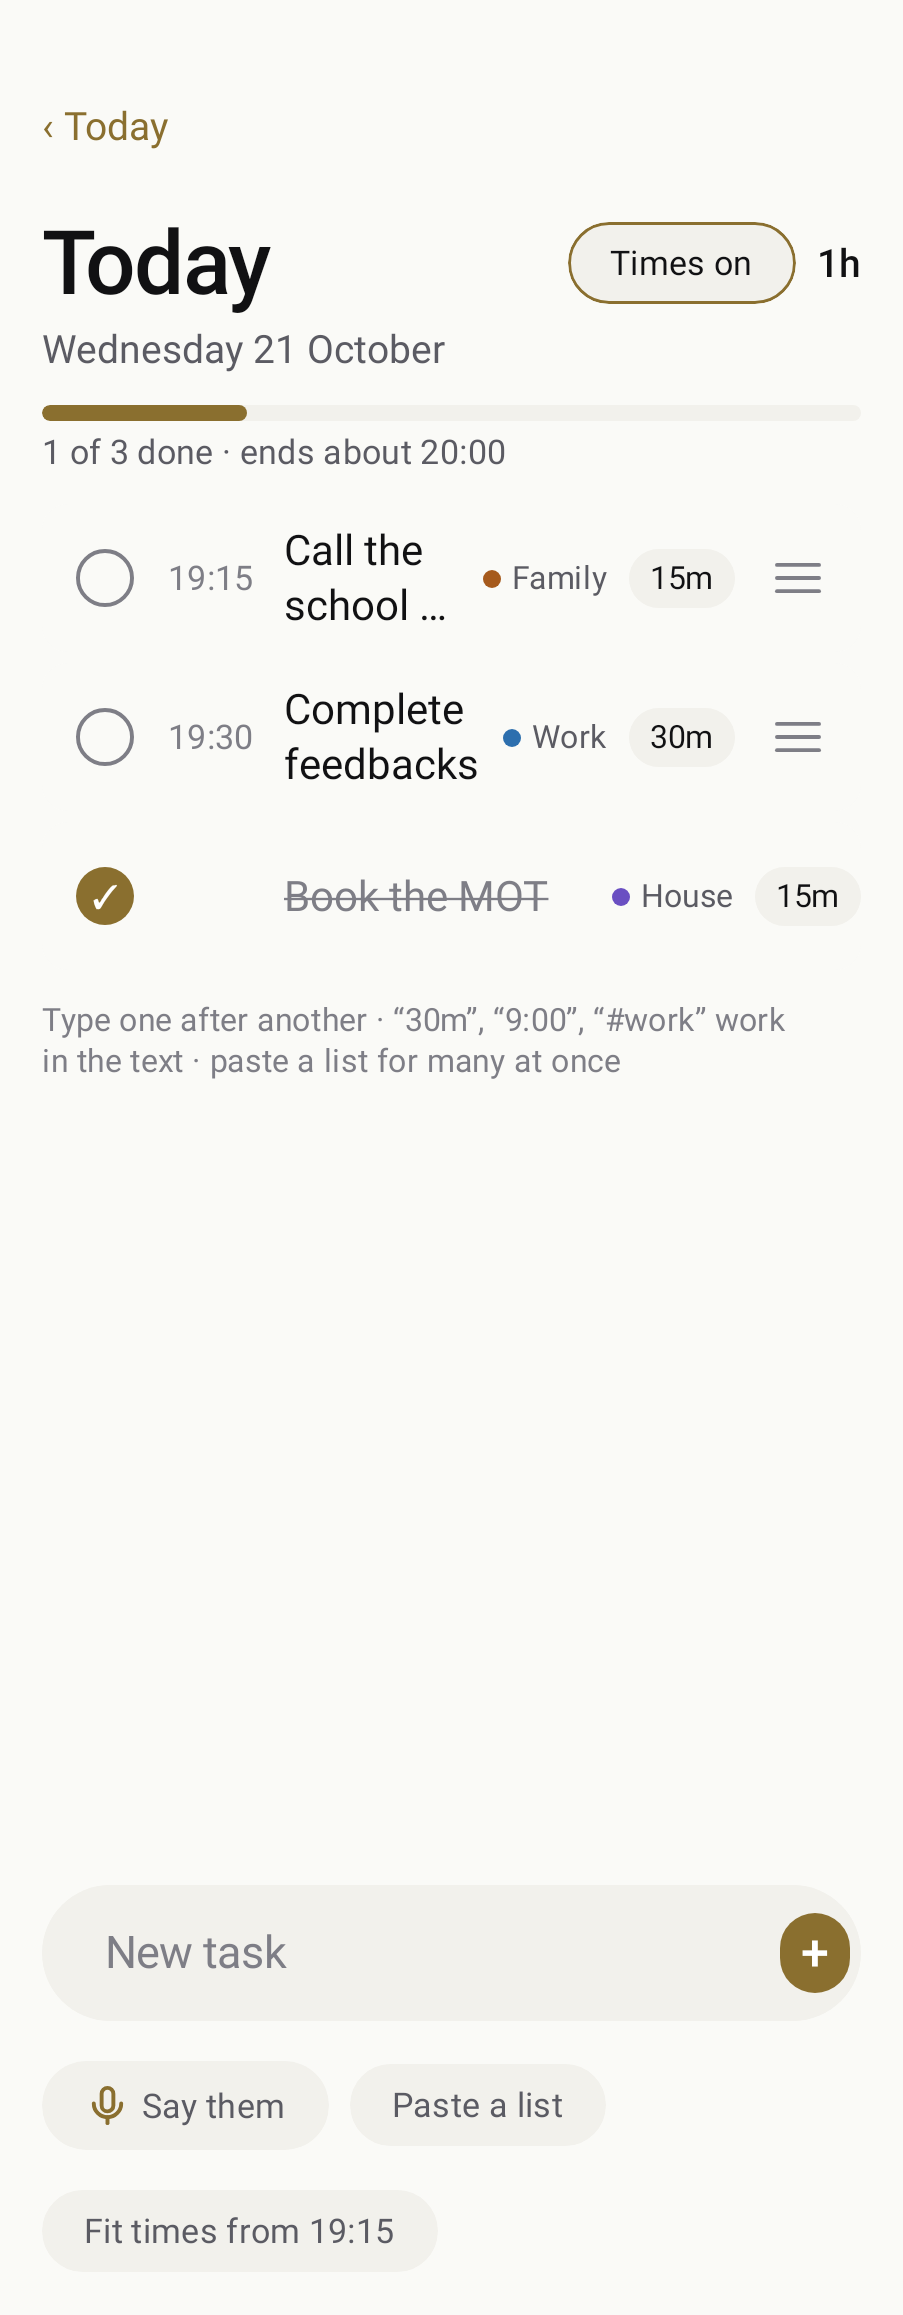 ‹ Today
Today
Times on
1h
Wednesday 21 October
1 of 3 done · ends about 20:00
19:15 Call the school … Family 15m
19:30 Complete feedbacks Work 30m
✓ Book the MOT House 15m
Type one after another · “30m”, “9:00”, “#work” work
in the text · paste a list for many at once
New task +
Say them Paste a list
Fit times from 19:15